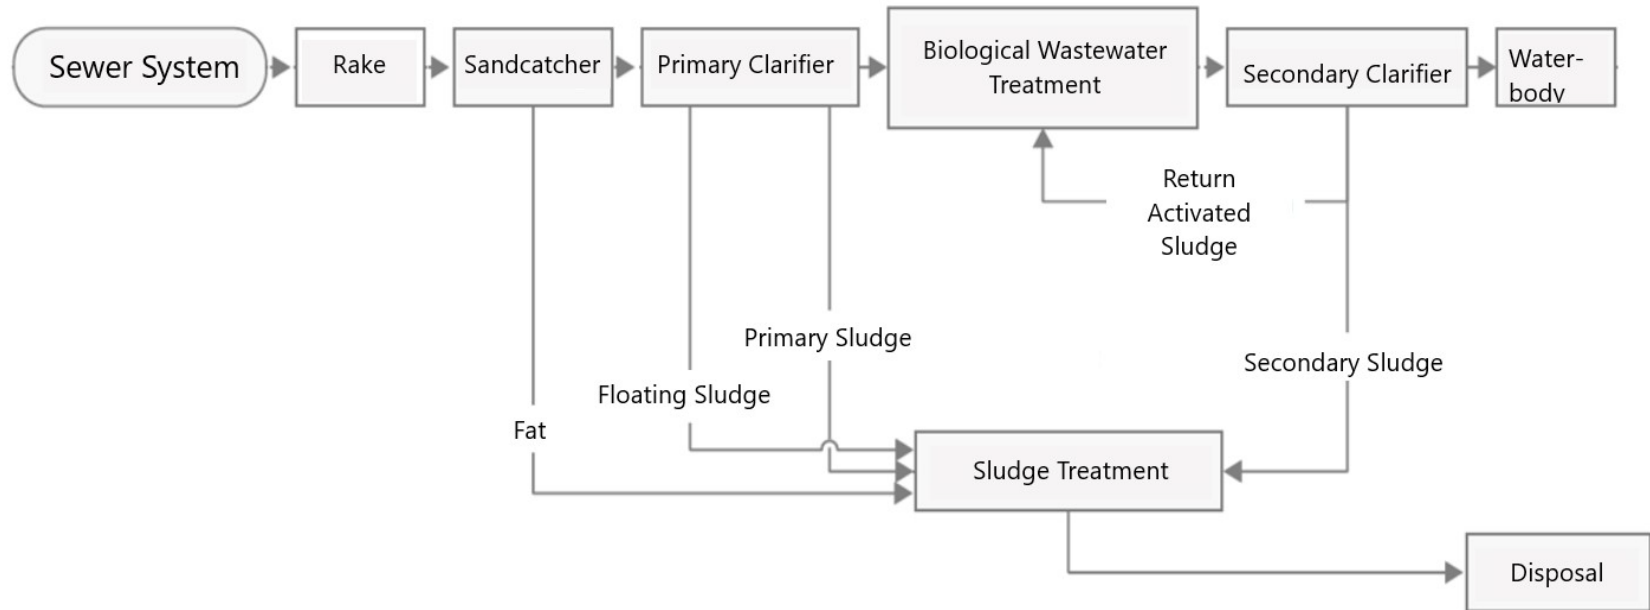 Sewer System
Rake
Sandcatcher
Primary Clarifier
Biological Wastewater
Treatment
Secondary Clarifier
Water-
body
Return
Activated
Sludge
Primary Sludge
Secondary Sludge
Floating Sludge
Fat
Sludge Treatment
Disposal